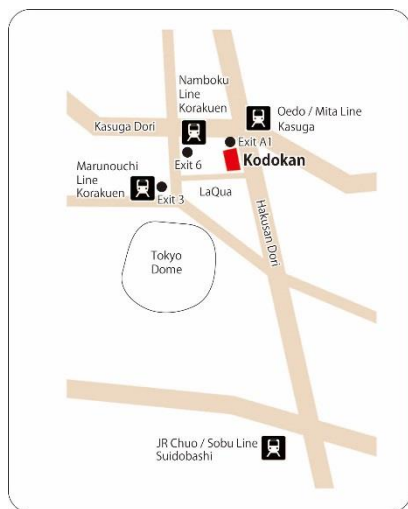 Namboku
Line
Korakuen
Oedo / Mita Line
Kasuga
Kasuga Dori
Exit A1
Exit 6
Kodokan
Marunouchi
Line
Korakuen
Exit 3
LaQua
Hakusan Dori
Tokyo
Dome
JR Chuo / Sobu Line
Suidobashi